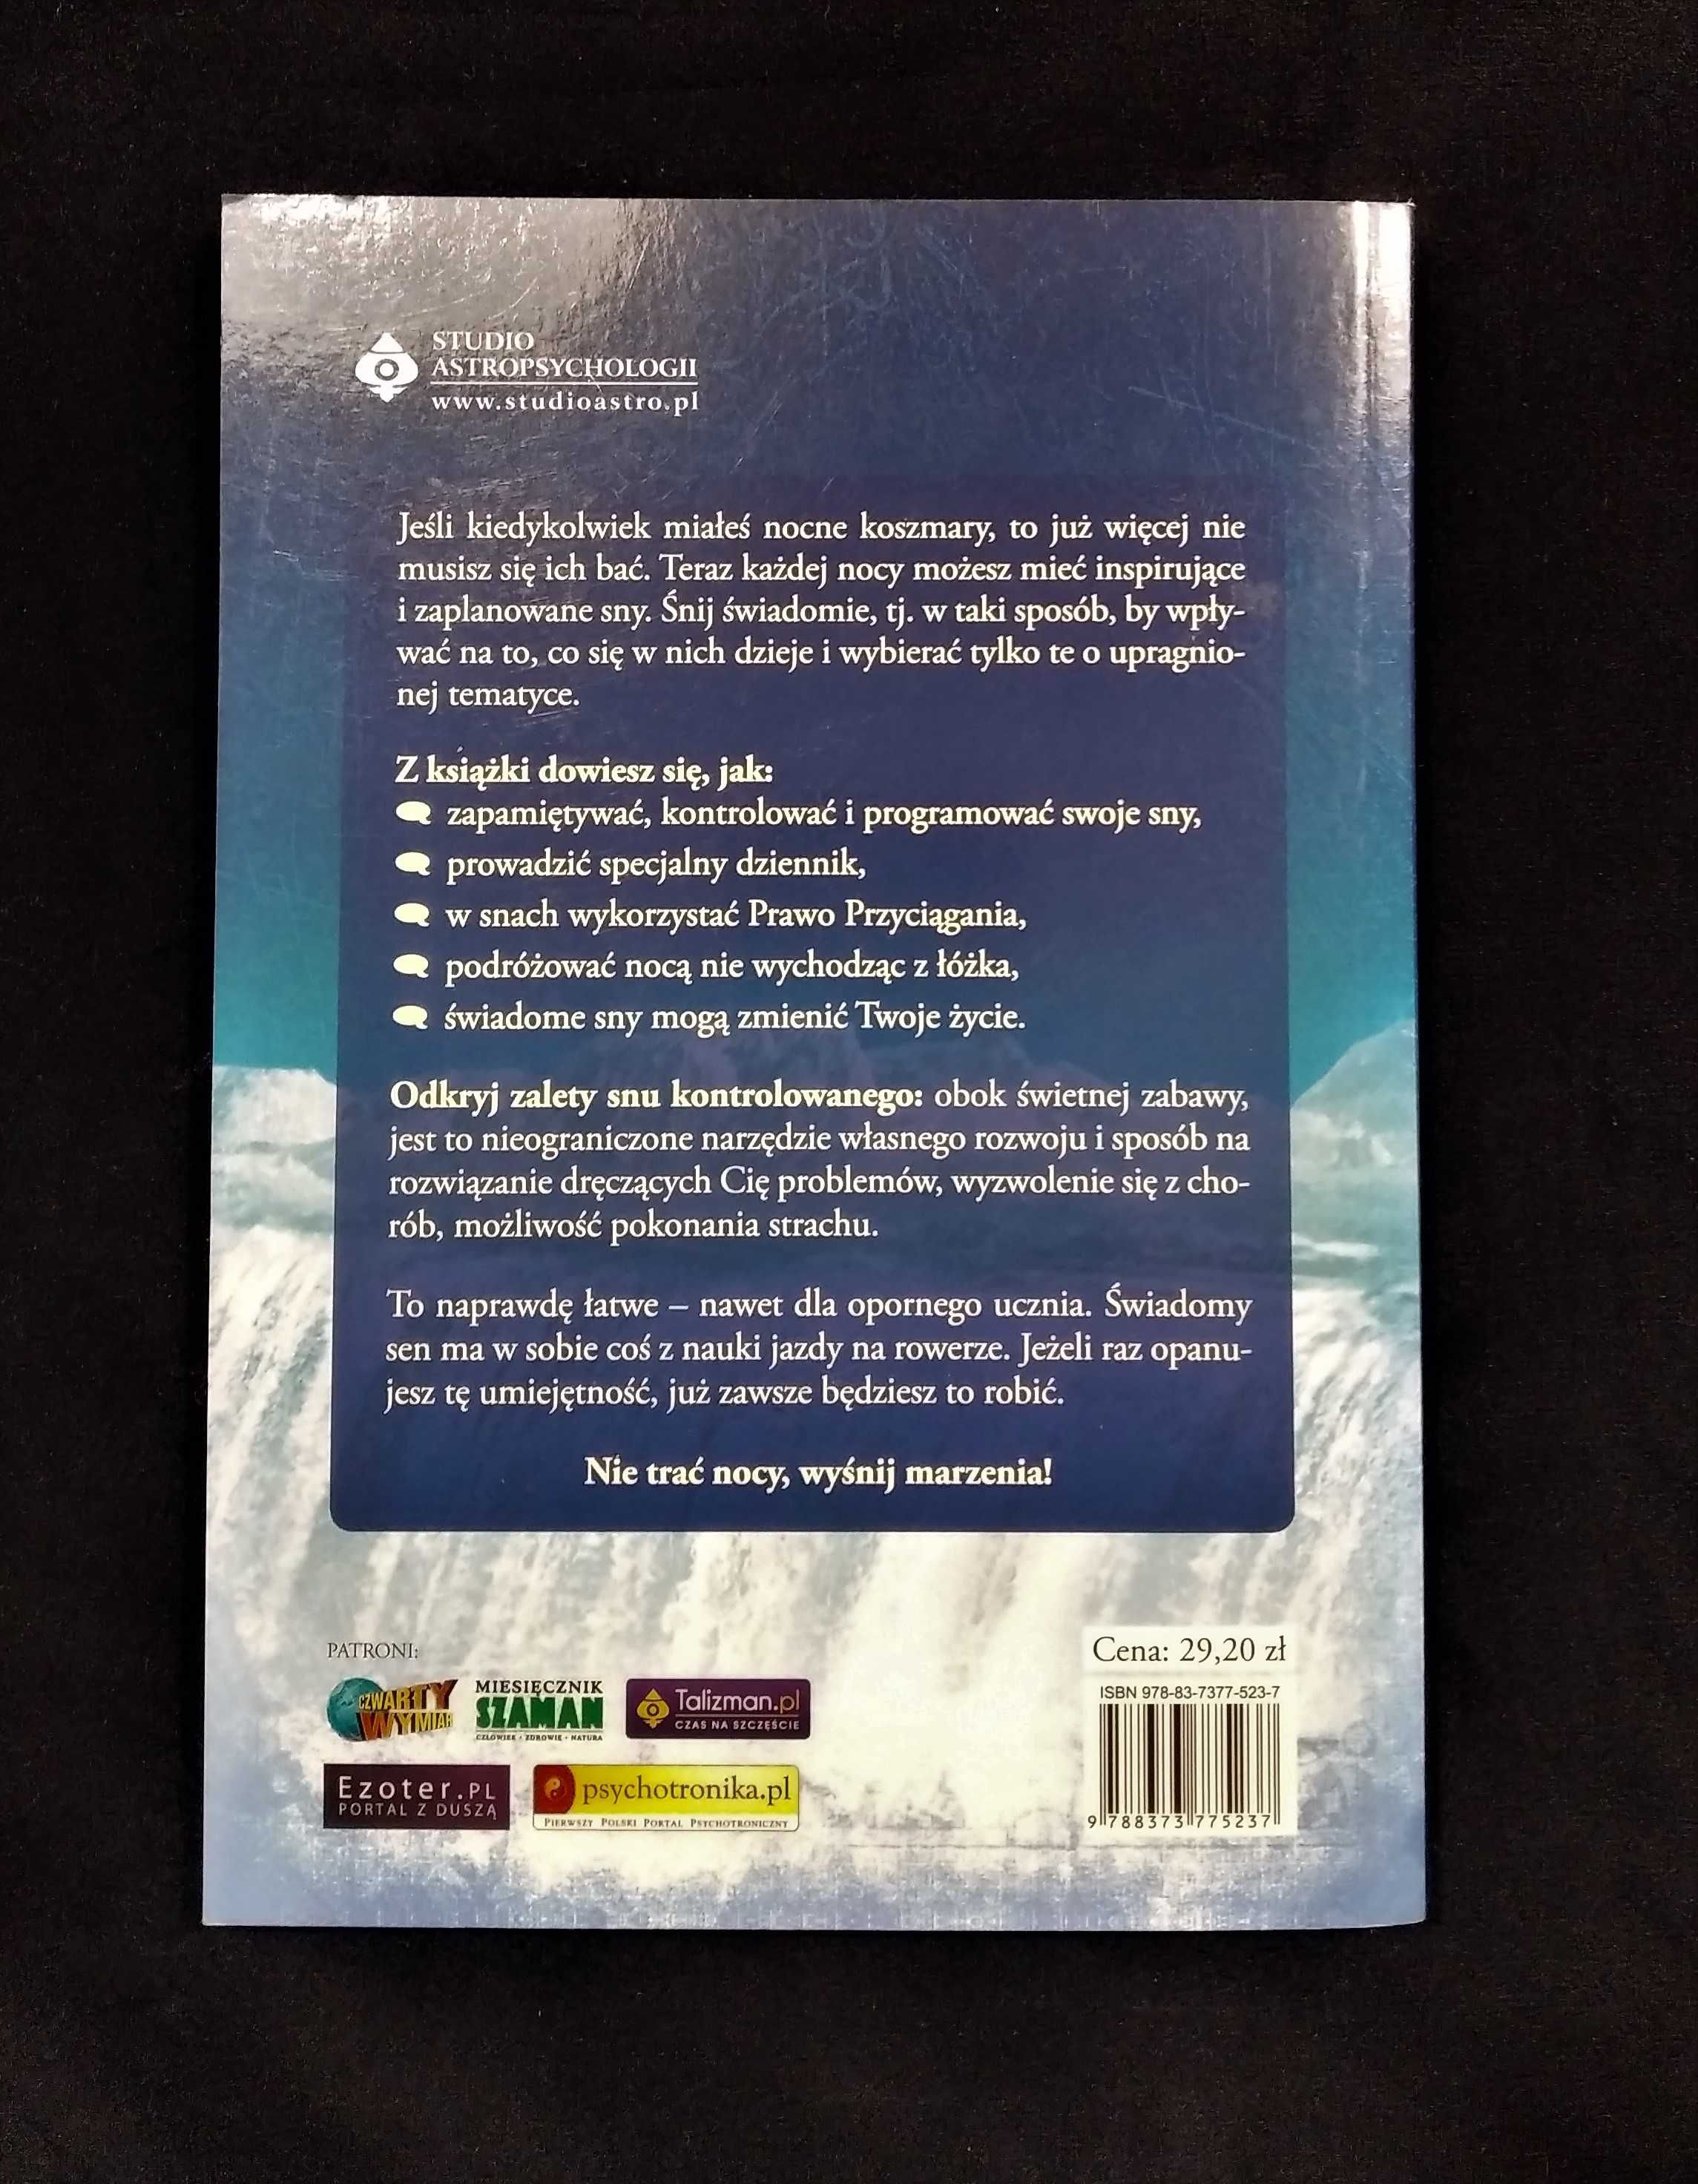 STUDIO
ASTROPSYCHOLOGII
www.studioastro.pl
Jeśli kiedykolwiek miałeś nocne koszmary, to już więcej nie
musisz się ich bać. Teraz każdej nocy możesz mieć inspirujące
i zaplanowane sny. Śnij świadomie, tj. w taki sposób, by wpły-
wać na to, co się w nich dzieje i wybierać tylko te o upragnio-
nej tematyce.
Z książki dowiesz się, jak:
zapamiętywać, kontrolować i programować swoje sny,
prowadzić specjalny dziennik,
w snach wykorzystać Prawo Przyciągania,
podróżować nocą nie wychodząc z łóżka,
świadome sny mogą zmienić Twoje życie.
Odkryj zalety snu kontrolowanego: obok świetnej zabawy,
jest to nieograniczone narzędzie własnego rozwoju i sposób na
rozwiązanie dręczących Cię problemów, wyzwolenie się z cho-
rób, możliwość pokonania strachu.
To naprawdę łatwe – nawet dla opornego ucznia. Świadomy
sen ma w sobie coś z nauki jazdy na rowerze. Jeżeli raz opanu-
jesz tę umiejętność, już zawsze będziesz to robić.
Nie trać nocy, wyśnij marzenia!
PATRONI:
CZWARTY
WYMIAR
MIESIĘCZNIK
SZAMAN
CZŁOWIEK • ZDROWIE • NATURA
Talizman.pl
CZAS NA SZCZĘŚCIE
Ezoter.PL
PORTAL Z DUSZĄ
psychotronika.pl
PIERWSZY POLSKI PORTAL PSYCHOTRONICZNY
Cena: 29,20 zł
ISBN 978-83-7377-523-7
9 788373 775237